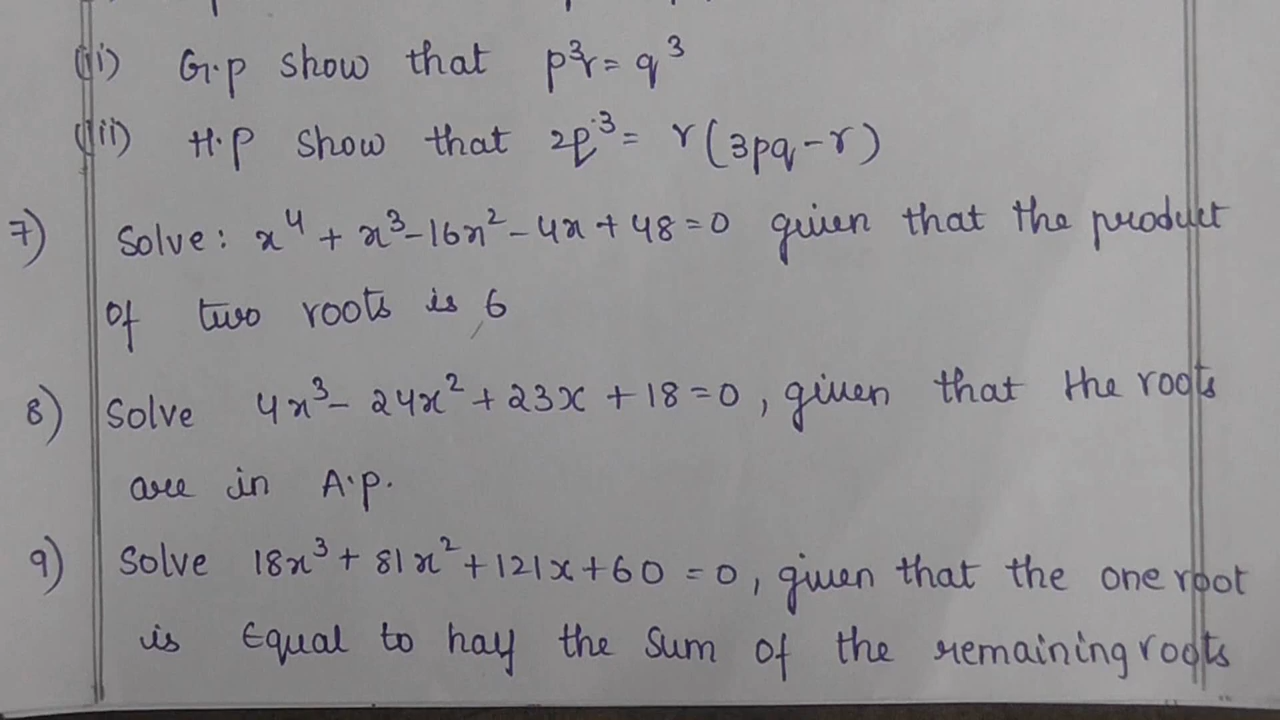 (ii) G.p show that p³r = q³
(iii) H.P show that 2q³ = r(3pq-r)
7) Solve: x⁴ + x³ - 16x² - 4x + 48 = 0 given that the product
of two roots is 6
8) Solve 4x³ - 24x² + 23x + 18 = 0, given that the roots
are in A.p.
9) Solve 18x³ + 81x² + 121x + 60 = 0, given that the one root
is Equal to half the sum of the remaining roots